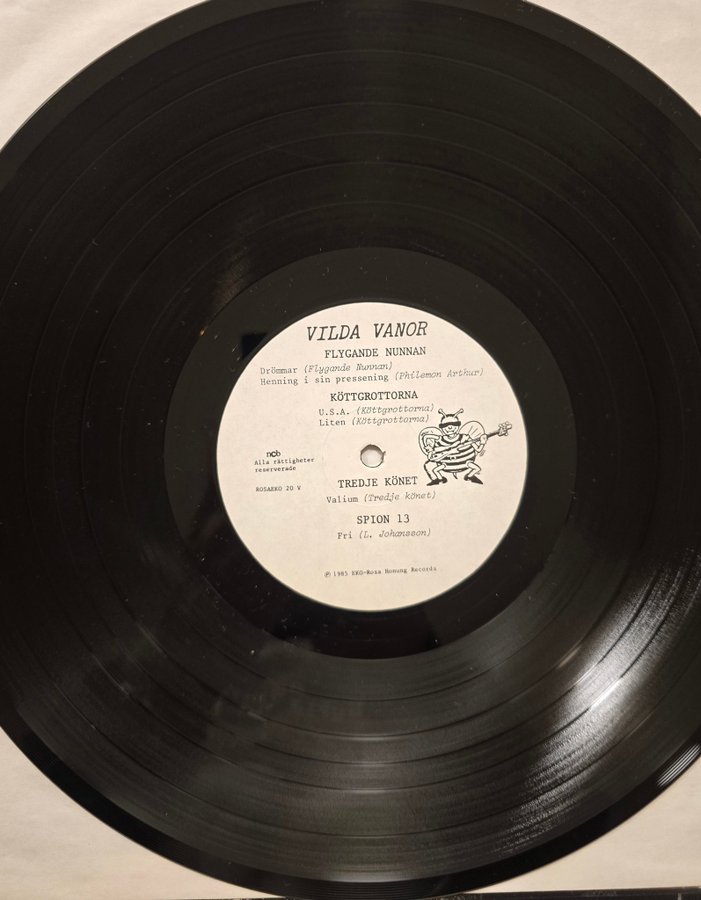 VILDA VANOR
FLYGANDE NUNNAN
Drömmar (Flygande Nunnan)
Henning i sin pressening (Philemon Arthur)
KÖTTGROTTORNA
U.S.A. (Köttgrottorna)
Liten (Köttgrottorna)
ncb
Alla rättigheter
reserverade
ROSAEKO 20 V
TREDJE KÖNET
Valium (Tredje könet)
SPION 13
Fri (L. Johansson)
℗ 1985 EKO-Rosa Honung Records